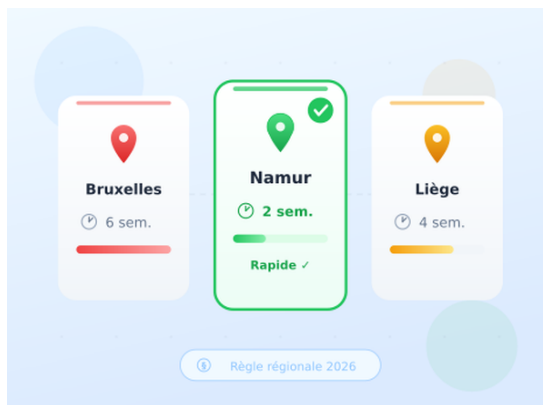 Bruxelles
6 sem.
Namur
2 sem.
Rapide ✓
Liège
4 sem.
Règle régionale 2026